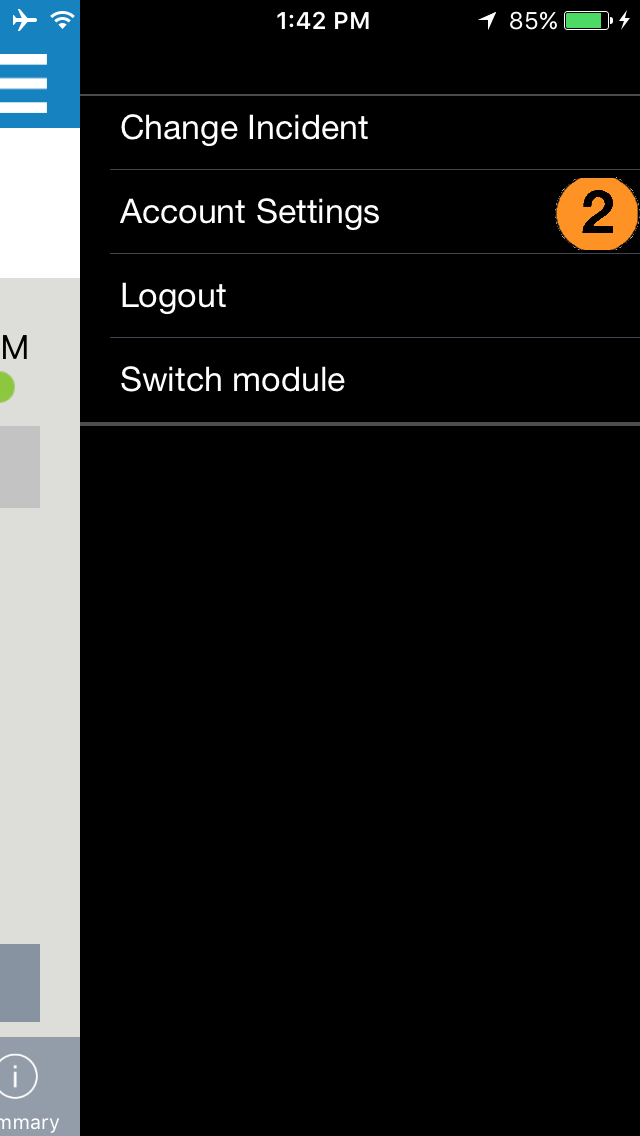 1:42 PM
85%
Change Incident
Account Settings
2
Logout
M
Switch module
i
mmary